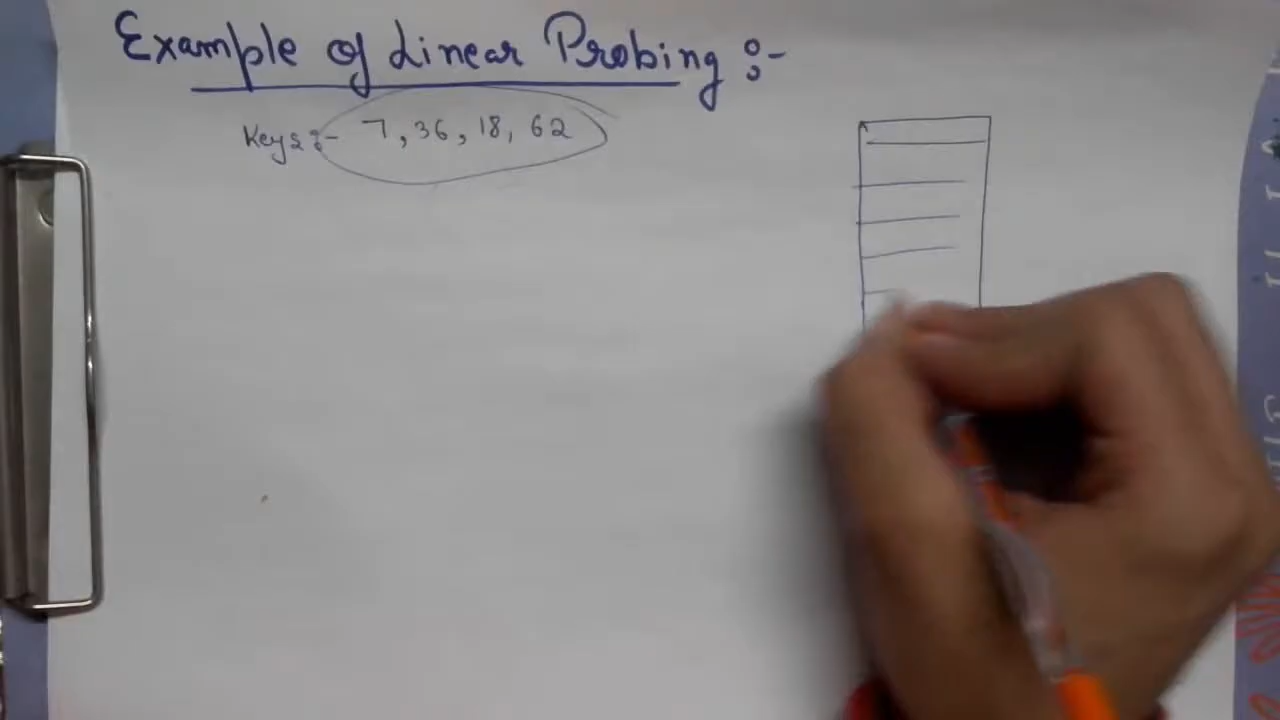 Example of Linear Probing :-
Keys :- 7, 36, 18, 62